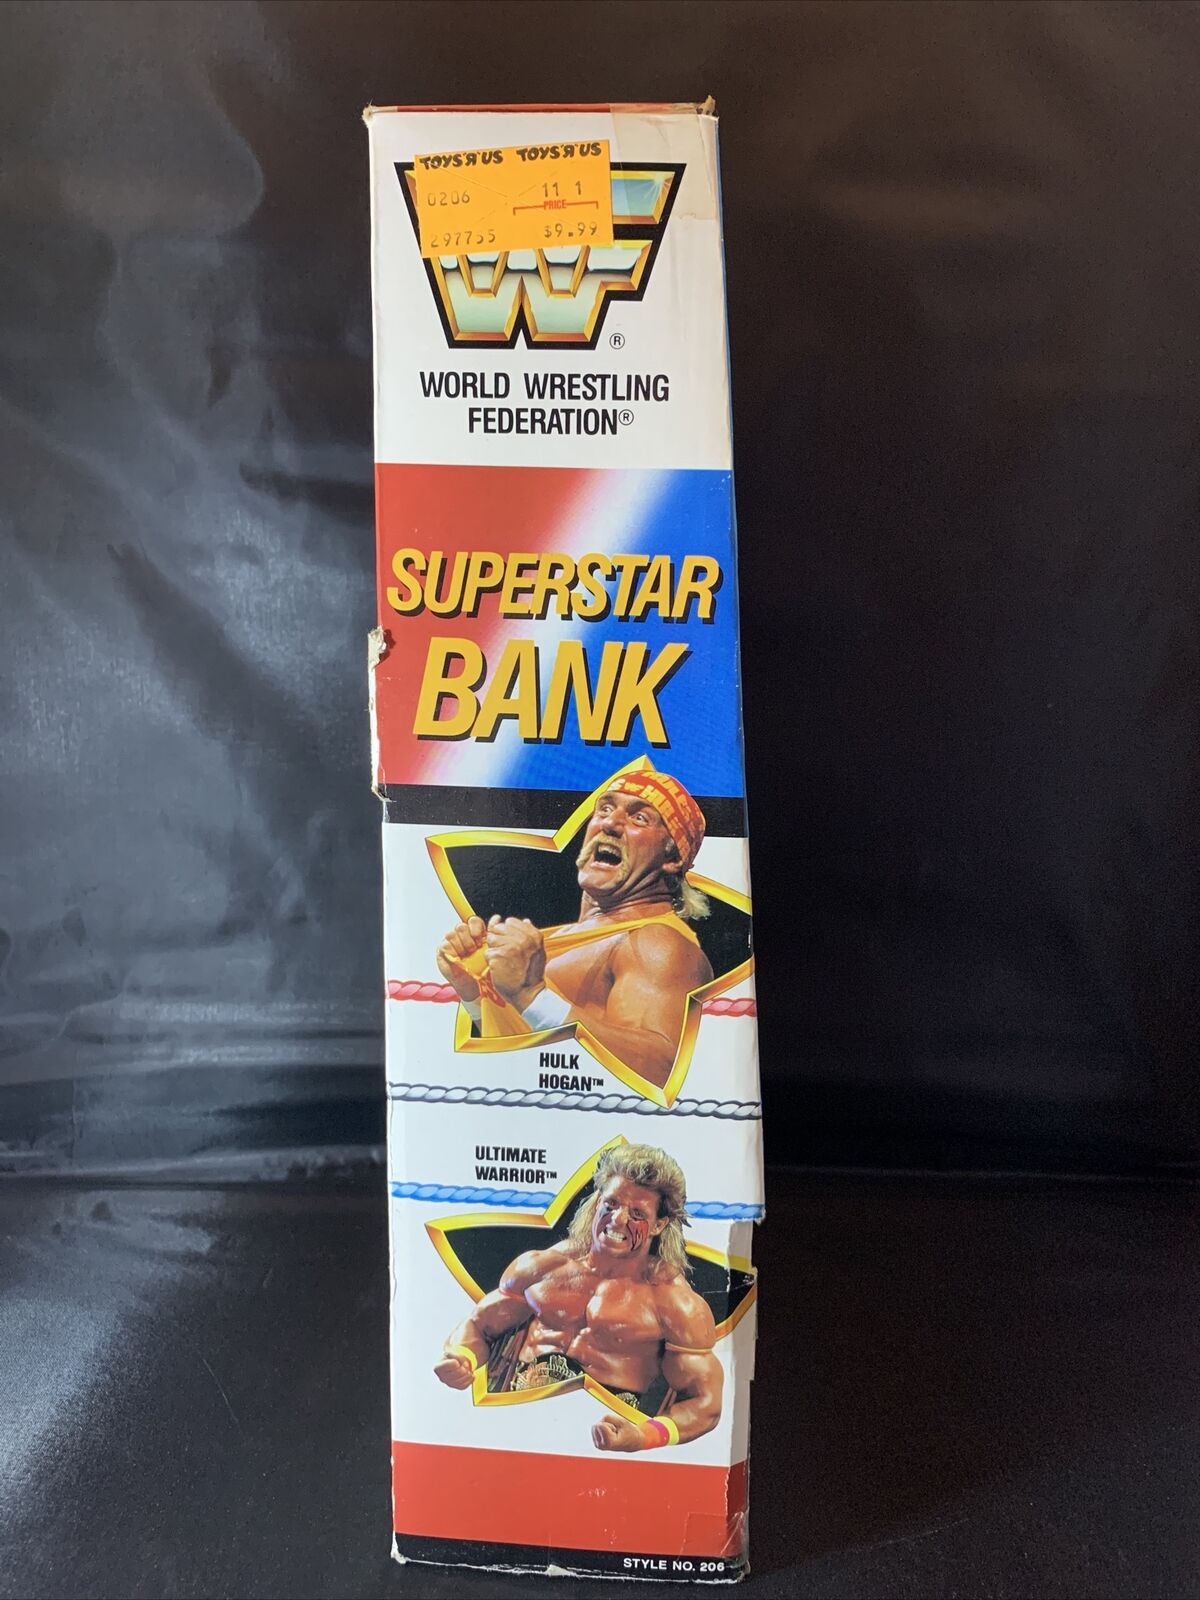 TOYS"R"US TOYS"R"US
0206 11 1
PRICE
297755 $9.99
WF
®
WORLD WRESTLING
FEDERATION®
SUPERSTAR
BANK
HULK
HOGAN™
ULTIMATE
WARRIOR™
STYLE NO. 206